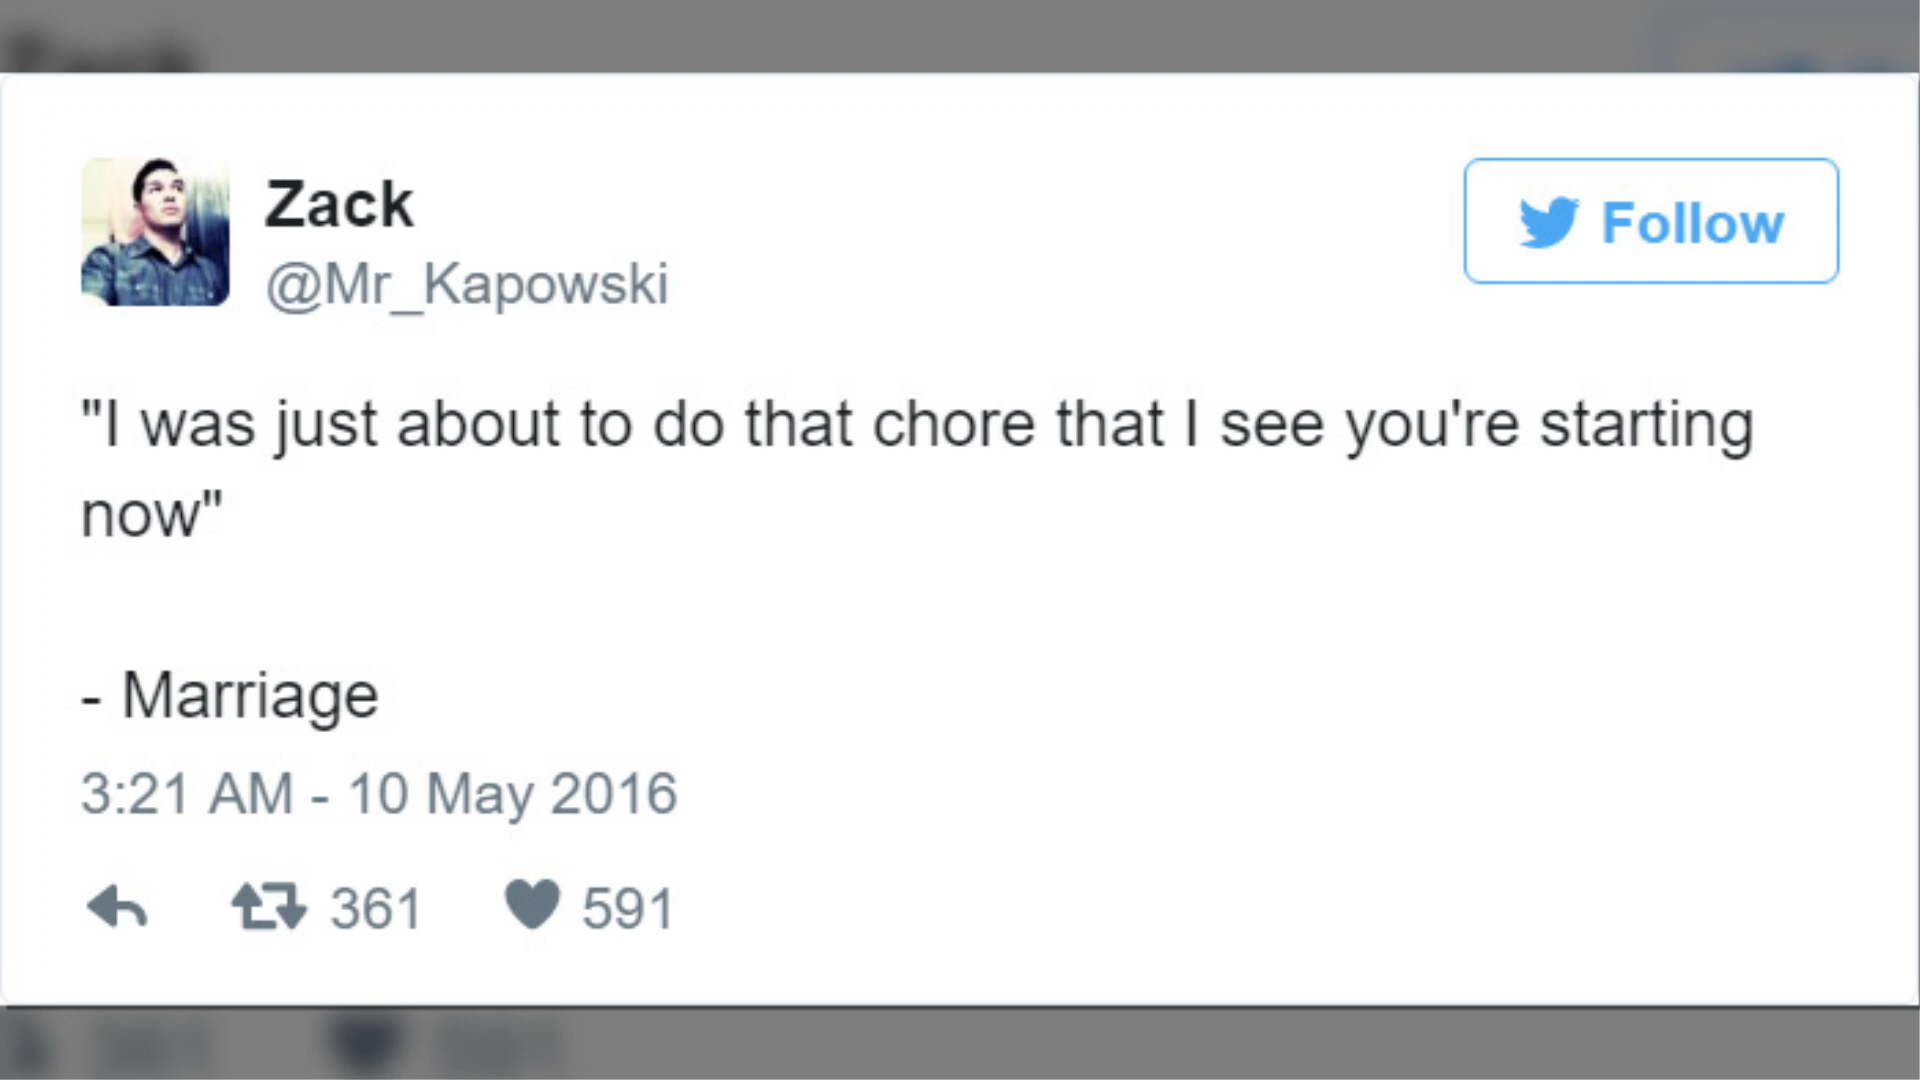 Zack
Follow
@Mr_Kapowski
"I was just about to do that chore that I see you're starting
now"
- Marriage
3:21 AM - 10 May 2016
361 591